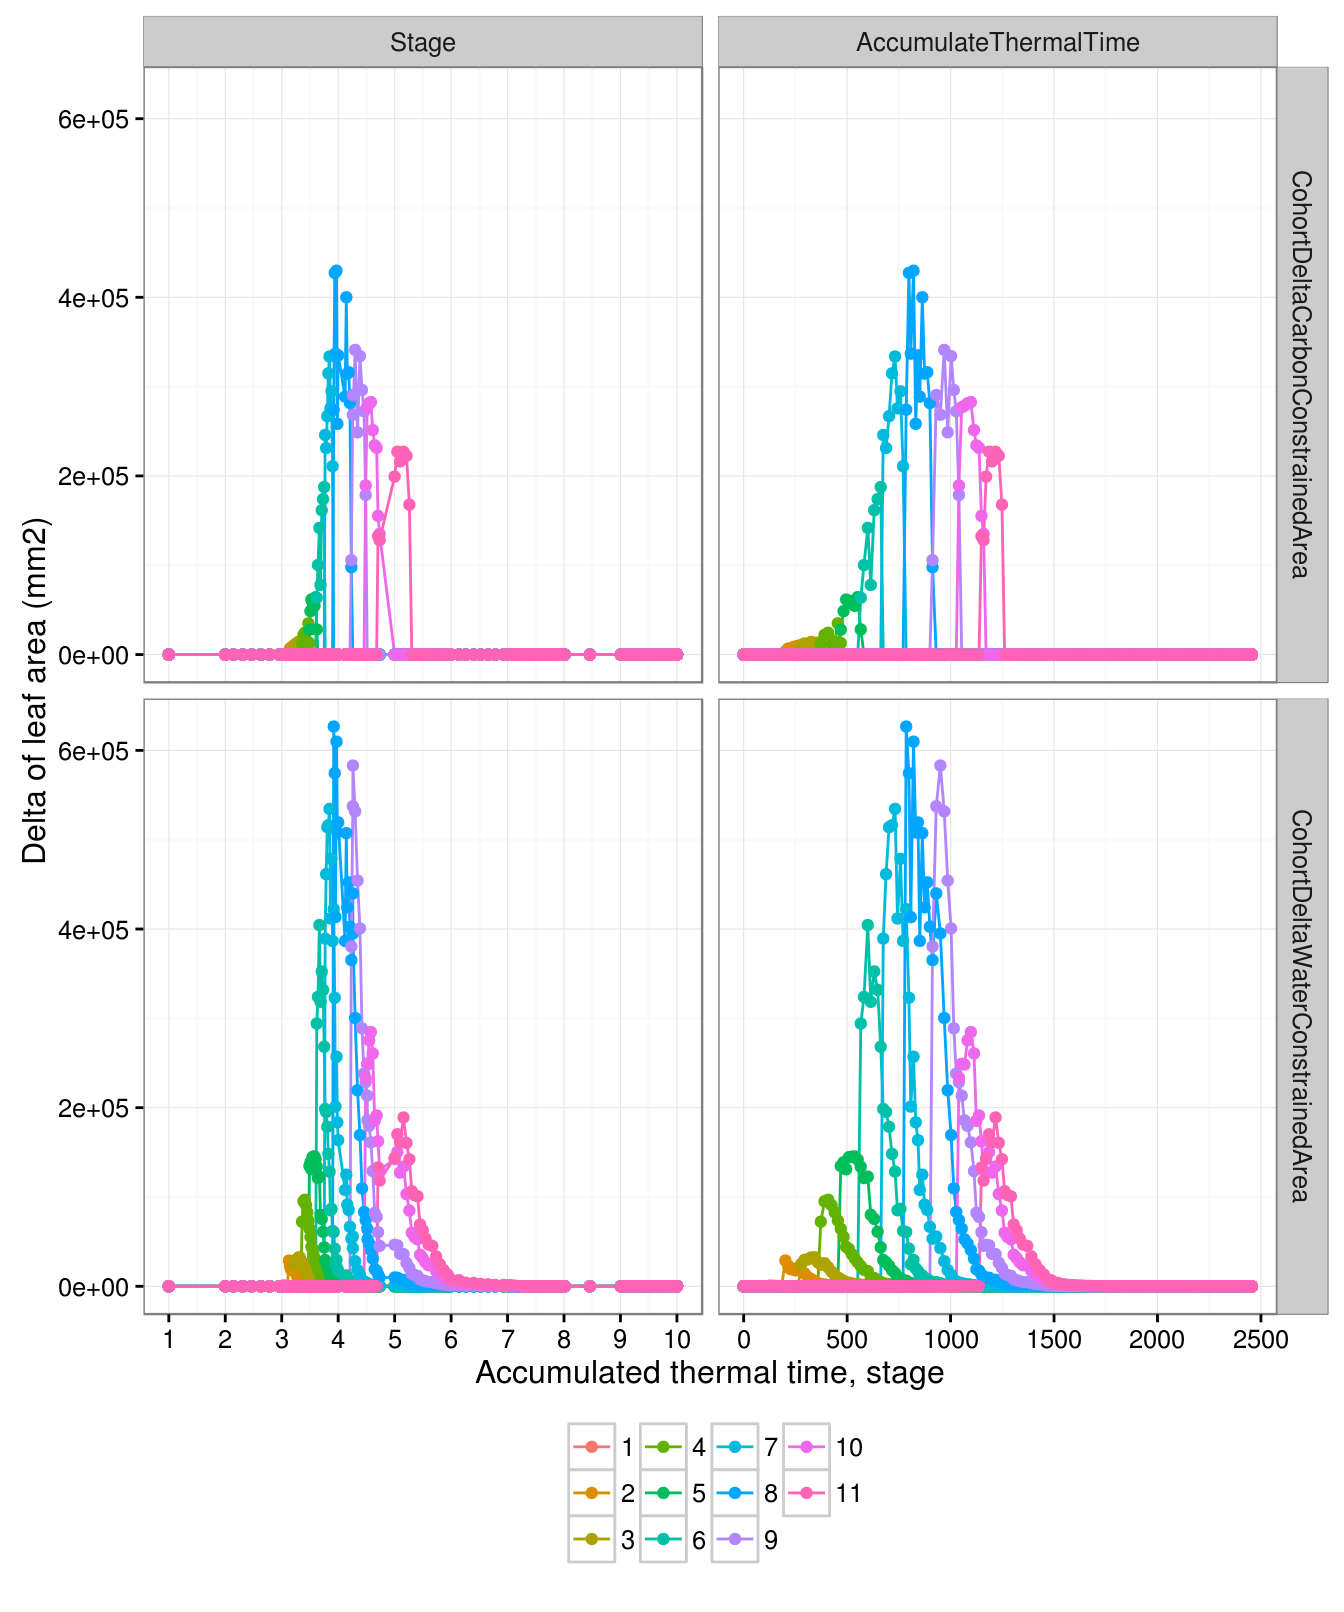 Stage
AccumulateThermalTime
CohortDeltaCarbonConstrainedArea
CohortDeltaWaterConstrainedArea
Delta of leaf area (mm2)
6e+05
4e+05
2e+05
0e+00
6e+05
4e+05
2e+05
0e+00
1 2 3 4 5 6 7 8 9 10
0 500 1000 1500 2000 2500
Accumulated thermal time, stage
1 4 7 10
2 5 8 11
3 6 9